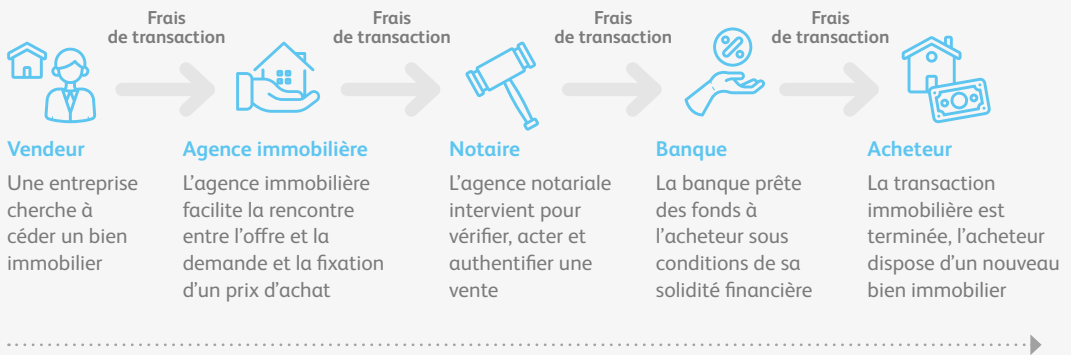 Frais
de transaction
Frais
de transaction
Frais
de transaction
Frais
de transaction
Vendeur
Une entreprise
cherche à
céder un bien
immobilier
Agence immobilière
L'agence immobilière
facilite la rencontre
entre l'offre et la
demande et la fixation
d'un prix d'achat
Notaire
L'agence notariale
intervient pour
vérifier, acter et
authentifier une
vente
Banque
La banque prête
des fonds à
l'acheteur sous
conditions de sa
solidité financière
Acheteur
La transaction
immobilière est
terminée, l'acheteur
dispose d'un nouveau
bien immobilier